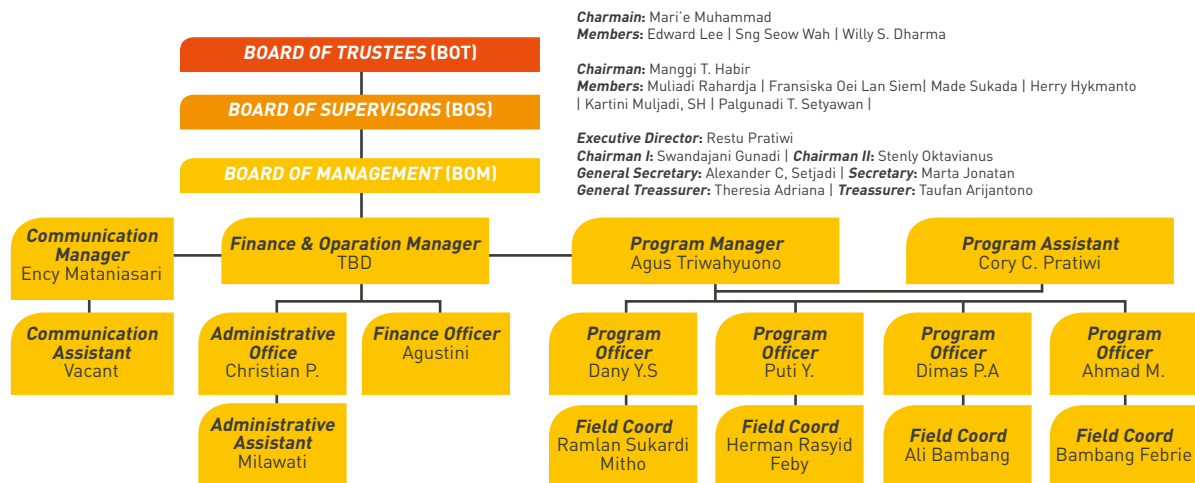 Charmain: Mari'e Muhammad
Members: Edward Lee | Sng Seow Wah | Willy S. Dharma
BOARD OF TRUSTEES (BOT)
Chairman: Manggi T. Habir
Members: Muliadi Rahardja | Fransiska Oei Lan Siem| Made Sukada | Herry Hykmanto
| Kartini Muljadi, SH | Palgunadi T. Setyawan |
BOARD OF SUPERVISORS (BOS)
Executive Director: Restu Pratiwi
Chairman I: Swandajani Gunadi | Chairman II: Stenly Oktavianus
General Secretary: Alexander C, Setjadi | Secretary: Marta Jonatan
General Treassurer: Theresia Adriana | Treasurer: Taufan Arijantono
BOARD OF MANAGEMENT (BOM)
Communication
Manager
Ency Mataniasari
Finance & Oparation Manager
TBD
Program Manager
Agus Triwahyuono
Program Assistant
Cory C. Pratiwi
Communication
Assistant
Vacant
Administrative
Office
Christian P.
Finance Officer
Agustini
Program
Officer
Dany Y.S
Program
Officer
Puti Y.
Program
Officer
Dimas P.A
Program
Officer
Ahmad M.
Administrative
Assistant
Milawati
Field Coord
Ramlan Sukardi
Mitho
Field Coord
Herman Rasyid
Feby
Field Coord
Ali Bambang
Field Coord
Bambang Febrie